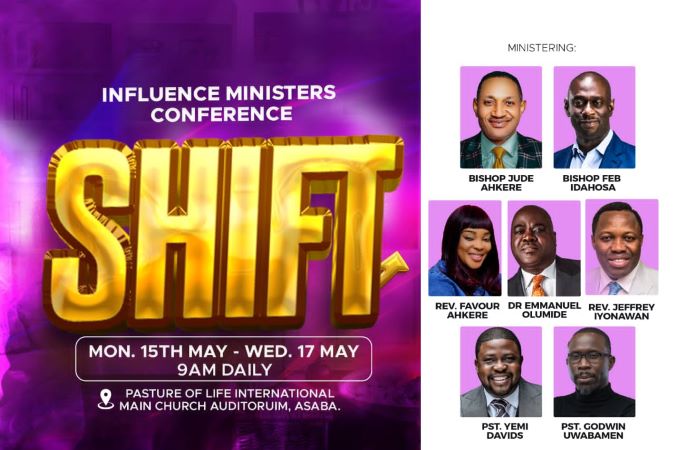 INFLUENCE MINISTERS
CONFERENCE
SHIFT
MON. 15TH MAY - WED. 17 MAY
9AM DAILY
PASTURE OF LIFE INTERNATIONAL
MAIN CHURCH AUDITORUIM, ASABA.
MINISTERING:
BISHOP JUDE
AHKERE
BISHOP FEB
IDAHOSA
REV. FAVOUR
AHKERE
DR EMMANUEL
OLUMIDE
REV. JEFFREY
IYONAWAN
PST. YEMI
DAVIDS
PST. GODWIN
UWABAMEN